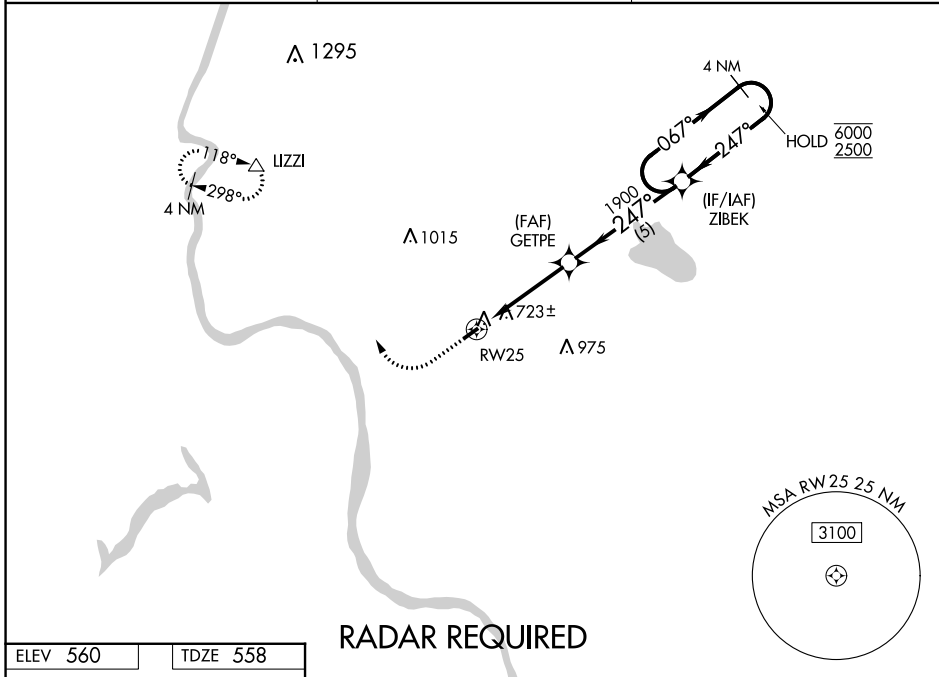 1295
4 NM
067°
247°
HOLD 6000
2500
118°
LIZZI
298°
4 NM
(IF/IAF)
ZIBEK
1900
247°
(5)
(FAF)
GETPE
1015
723±
RW25
975
MSA RW25 25 NM
3100
RADAR REQUIRED
ELEV 560
TDZE 558